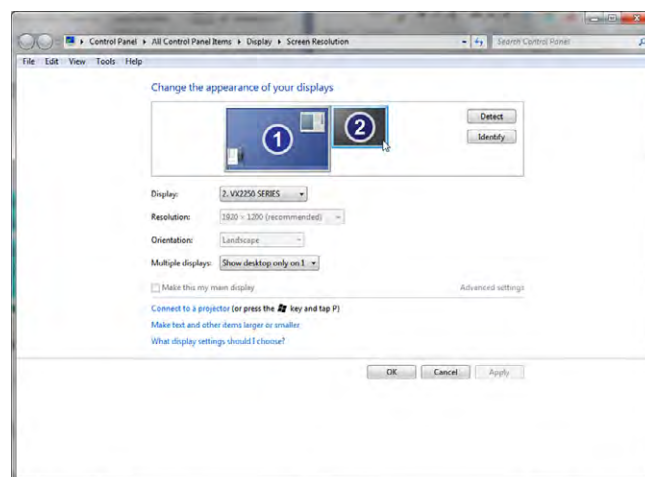 Control Panel ▸ All Control Panel Items ▸ Display ▸ Screen Resolution
Search Control Panel
File Edit View Tools Help
Change the appearance of your displays
1
2
Detect
Identify
Display: 2. VX2250 SERIES
Resolution: 1920 × 1200 (recommended)
Orientation: Landscape
Multiple displays: Show desktop only on 1
Make this my main display
Advanced settings
Connect to a projector (or press the key and tap P)
Make text and other items larger or smaller
What display settings should I choose?
OK Cancel Apply